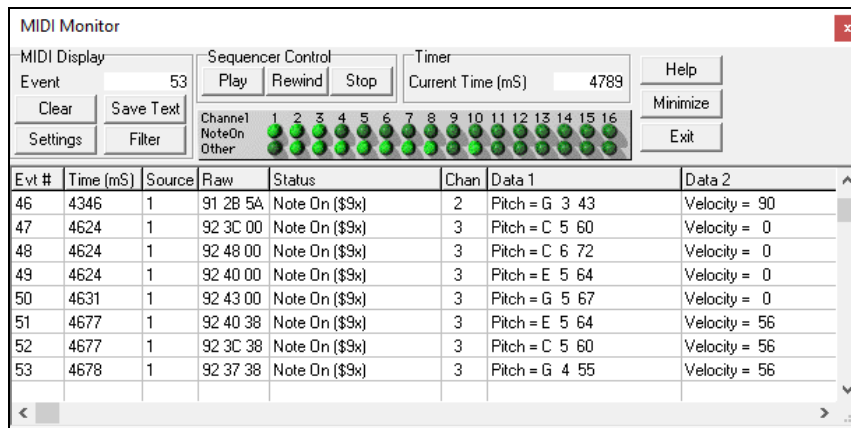 MIDI Monitor
x
MIDI Display
Event 53
Clear Save Text
Settings Filter
Sequencer Control
Play Rewind Stop
Timer
Current Time (mS) 4789
Help
Minimize
Exit
Channel 1 2 3 4 5 6 7 8 9 10 11 12 13 14 15 16
NoteOn
Other
Evt # Time (mS) Source Raw Status Chan Data 1 Data 2
46 4346 1 91 2B 5A Note On ($9x) 2 Pitch = G 3 43 Velocity = 90
47 4624 1 92 3C 00 Note On ($9x) 3 Pitch = C 5 60 Velocity = 0
48 4624 1 92 48 00 Note On ($9x) 3 Pitch = C 6 72 Velocity = 0
49 4624 1 92 40 00 Note On ($9x) 3 Pitch = E 5 64 Velocity = 0
50 4631 1 92 43 00 Note On ($9x) 3 Pitch = G 5 67 Velocity = 0
51 4677 1 92 40 38 Note On ($9x) 3 Pitch = E 5 64 Velocity = 56
52 4677 1 92 3C 38 Note On ($9x) 3 Pitch = C 5 60 Velocity = 56
53 4678 1 92 37 38 Note On ($9x) 3 Pitch = G 4 55 Velocity = 56